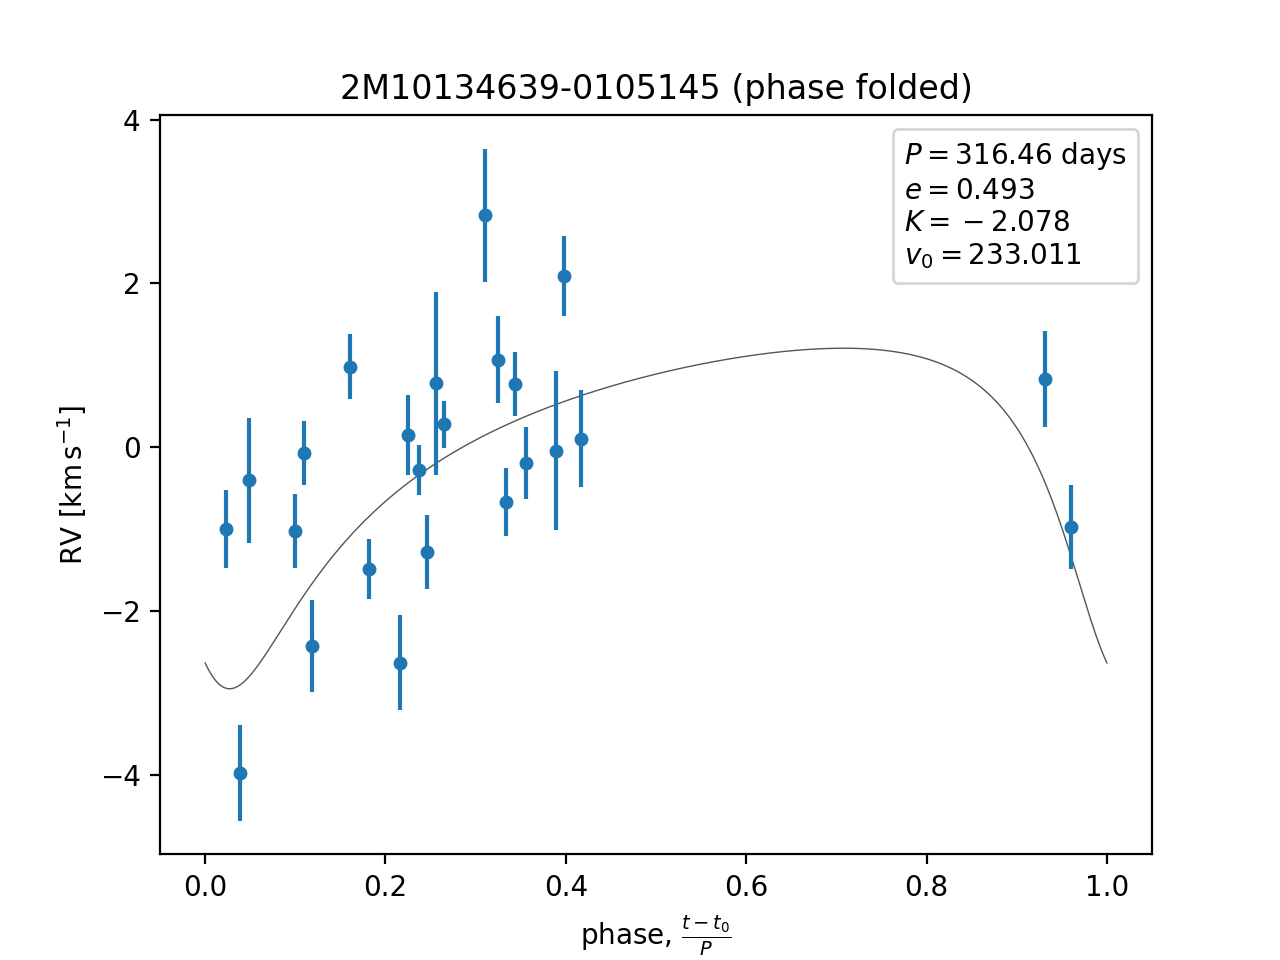 2M10134639-0105145 (phase folded)
P = 316.46 days
e = 0.493
K = −2.078
v₀ = 233.011
4
2
0
−2
−4
RV [km s⁻¹]
0.0 0.2 0.4 0.6 0.8 1.0
phase, (t − t₀)/P